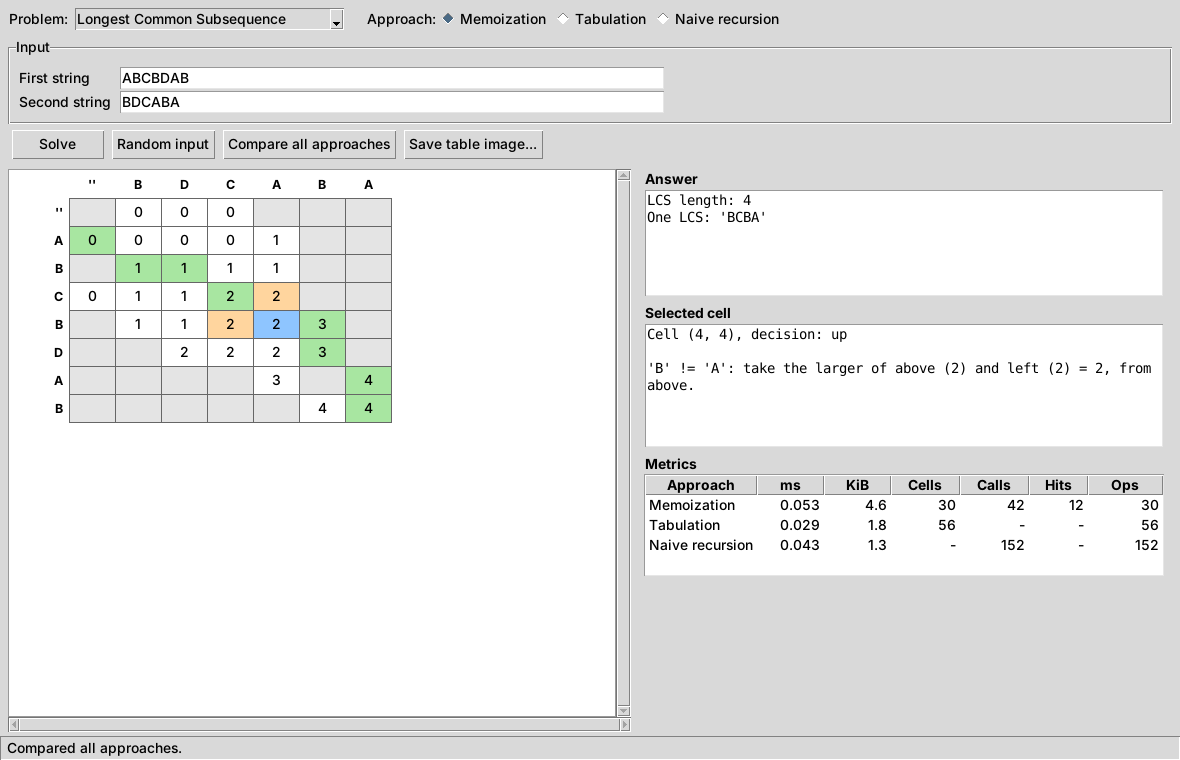 Problem: Longest Common Subsequence Approach: Memoization Tabulation Naive recursion
Input
First string ABCBDAB
Second string BDCABA
Solve Random input Compare all approaches Save table image...
'' B D C A B A
'' 0 0 0
A 0 0 0 0 1
B 1 1 1 1
C 0 1 1 2 2
B 1 1 2 2 3
D 2 2 2 3
A 3 4
B 4 4
Answer
LCS length: 4
One LCS: 'BCBA'
Selected cell
Cell (4, 4), decision: up
'B' != 'A': take the larger of above (2) and left (2) = 2, from
above.
Metrics
Approach ms KiB Cells Calls Hits Ops
Memoization 0.053 4.6 30 42 12 30
Tabulation 0.029 1.8 56 - - 56
Naive recursion 0.043 1.3 - 152 - 152
Compared all approaches.